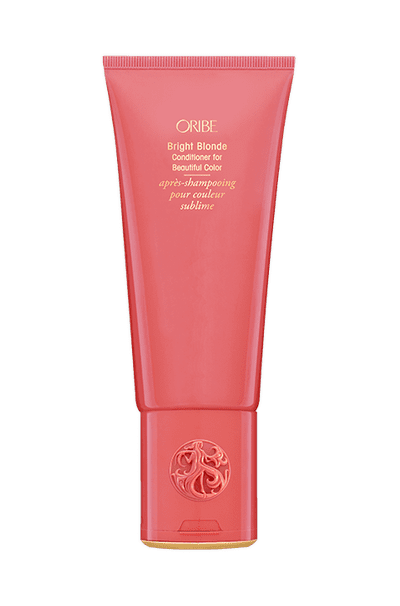 ORIBE
Bright Blonde
Conditioner for
Beautiful Color
après-shampooing
pour couleur
sublime